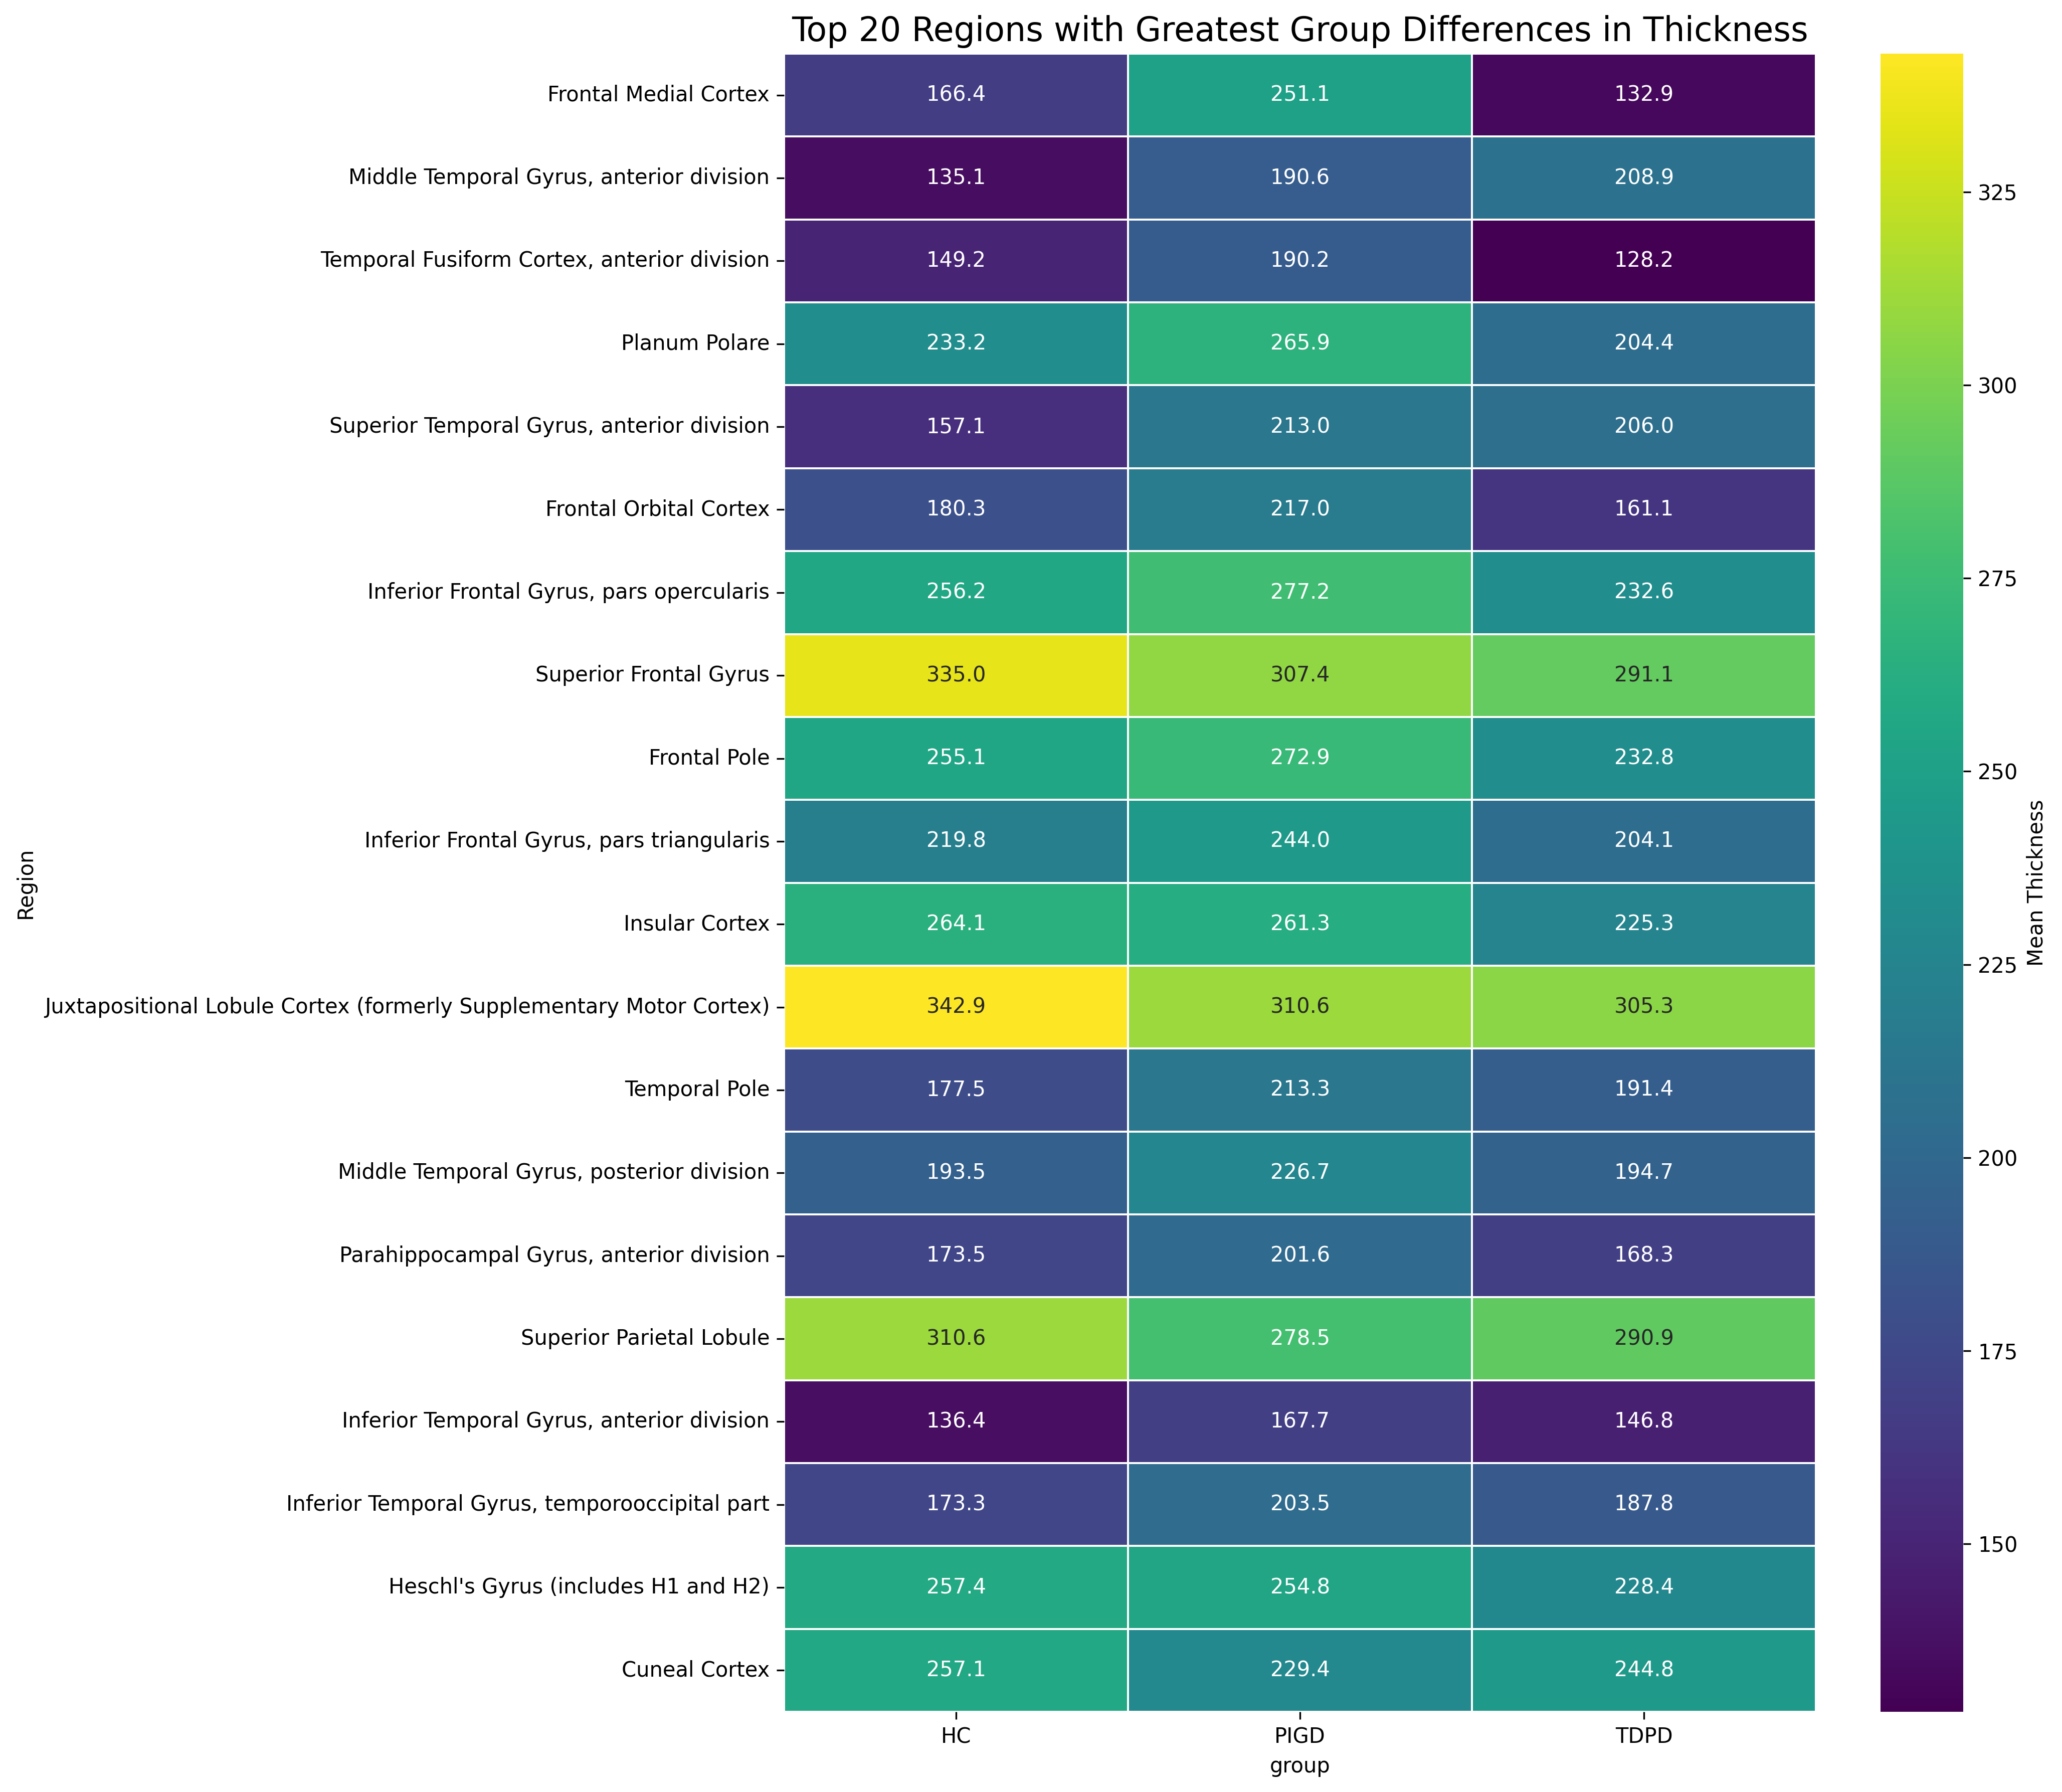 Top 20 Regions with Greatest Group Differences in Thickness
Region
Frontal Medial Cortex 166.4 251.1 132.9
Middle Temporal Gyrus, anterior division 135.1 190.6 208.9
Temporal Fusiform Cortex, anterior division 149.2 190.2 128.2
Planum Polare 233.2 265.9 204.4
Superior Temporal Gyrus, anterior division 157.1 213.0 206.0
Frontal Orbital Cortex 180.3 217.0 161.1
Inferior Frontal Gyrus, pars opercularis 256.2 277.2 232.6
Superior Frontal Gyrus 335.0 307.4 291.1
Frontal Pole 255.1 272.9 232.8
Inferior Frontal Gyrus, pars triangularis 219.8 244.0 204.1
Insular Cortex 264.1 261.3 225.3
Juxtapositional Lobule Cortex (formerly Supplementary Motor Cortex) 342.9 310.6 305.3
Temporal Pole 177.5 213.3 191.4
Middle Temporal Gyrus, posterior division 193.5 226.7 194.7
Parahippocampal Gyrus, anterior division 173.5 201.6 168.3
Superior Parietal Lobule 310.6 278.5 290.9
Inferior Temporal Gyrus, anterior division 136.4 167.7 146.8
Inferior Temporal Gyrus, temporooccipital part 173.3 203.5 187.8
Heschl's Gyrus (includes H1 and H2) 257.4 254.8 228.4
Cuneal Cortex 257.1 229.4 244.8
HC PIGD TDPD
group
325
300
275
250
225
200
175
150
Mean Thickness